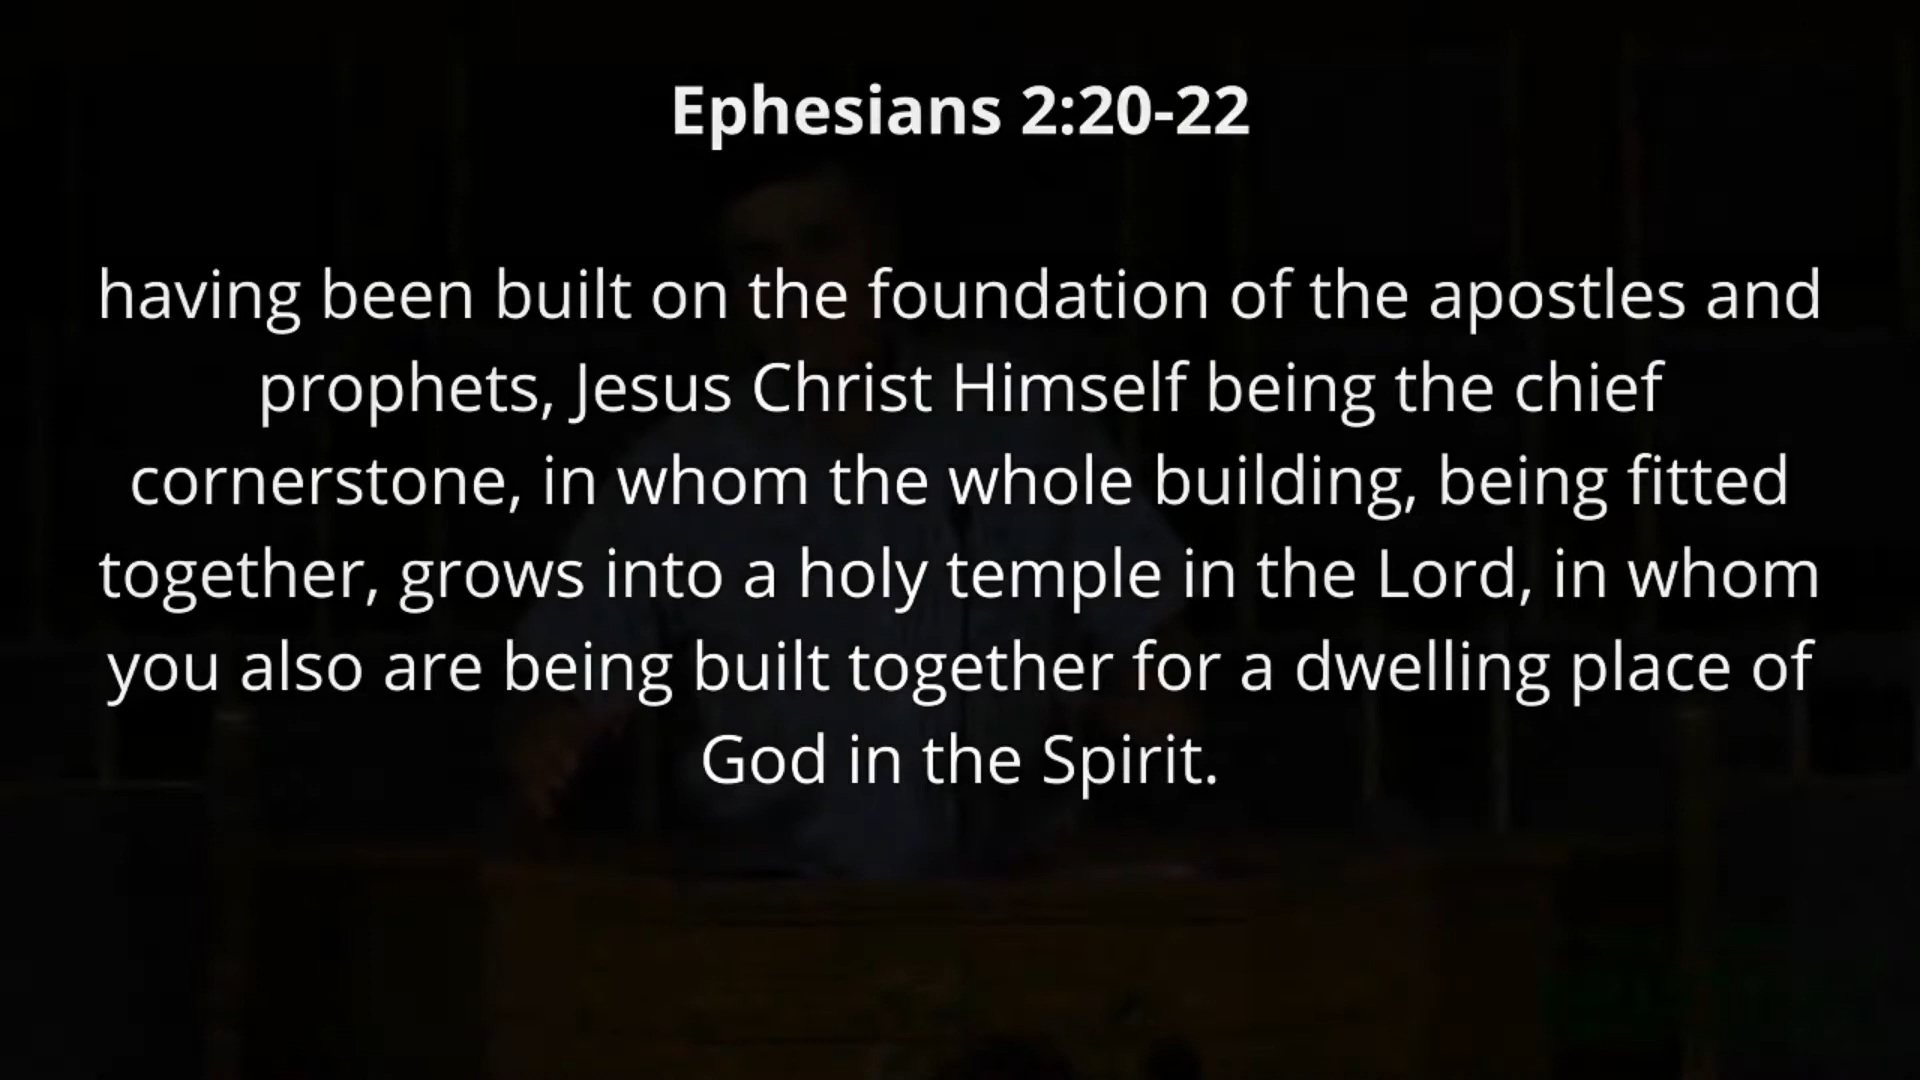 Ephesians 2:20-22
having been built on the foundation of the apostles and
prophets, Jesus Christ Himself being the chief
cornerstone, in whom the whole building, being fitted
together, grows into a holy temple in the Lord, in whom
you also are being built together for a dwelling place of
God in the Spirit.